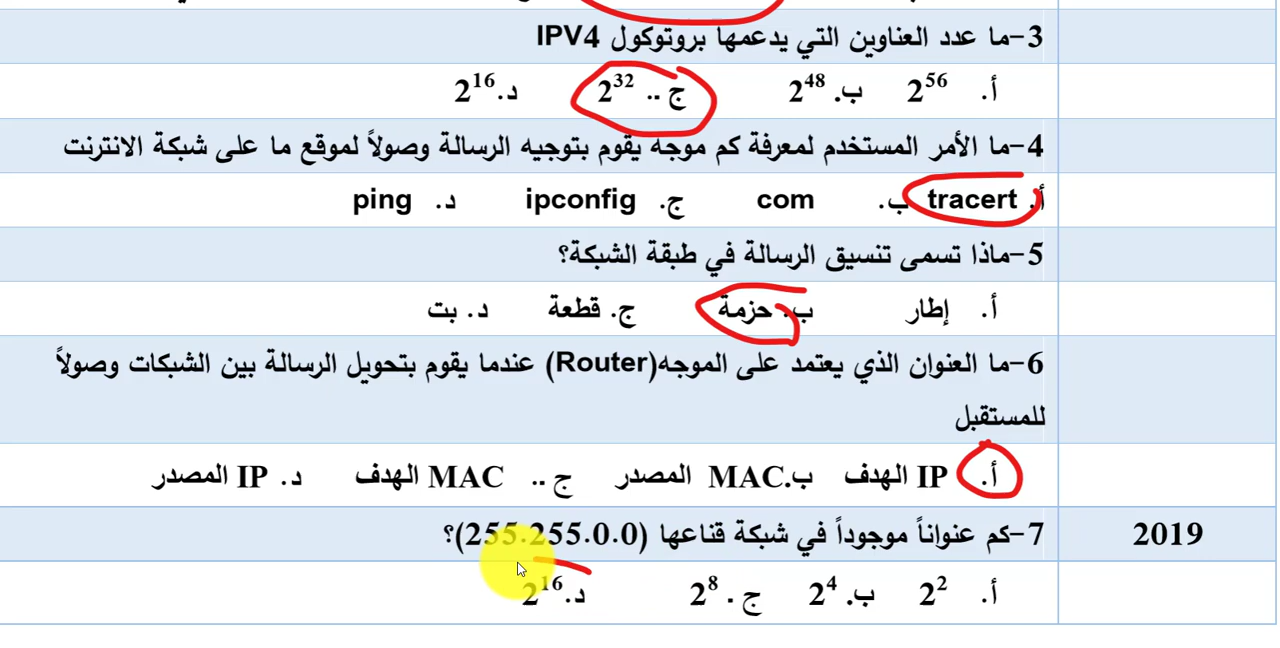 3-ما عدد العناوين التي يدعمها بروتوكول IPV4
أ. 2^56 ب. 2^48 ج .. 2^32 د. 2^16
4-ما الأمر المستخدم لمعرفة كم موجه يقوم بتوجيه الرسالة وصولاً لموقع ما على شبكة الانترنت
أ. tracert ب. com ج. ipconfig د. ping
5-ماذا تسمى تنسيق الرسالة في طبقة الشبكة؟
أ. إطار ب. حزمة ج. قطعة د. بت
6-ما العنوان الذي يعتمد على الموجه(Router) عندما يقوم بتحويل الرسالة بين الشبكات وصولاً
للمستقبل
أ. IP الهدف ب.MAC المصدر ج .. MAC الهدف د. IP المصدر
2019 7-كم عنواناً موجوداً في شبكة قناعها (255.255.0.0)؟
أ. 2^2 ب. 2^4 ج . 2^8 د. 2^16